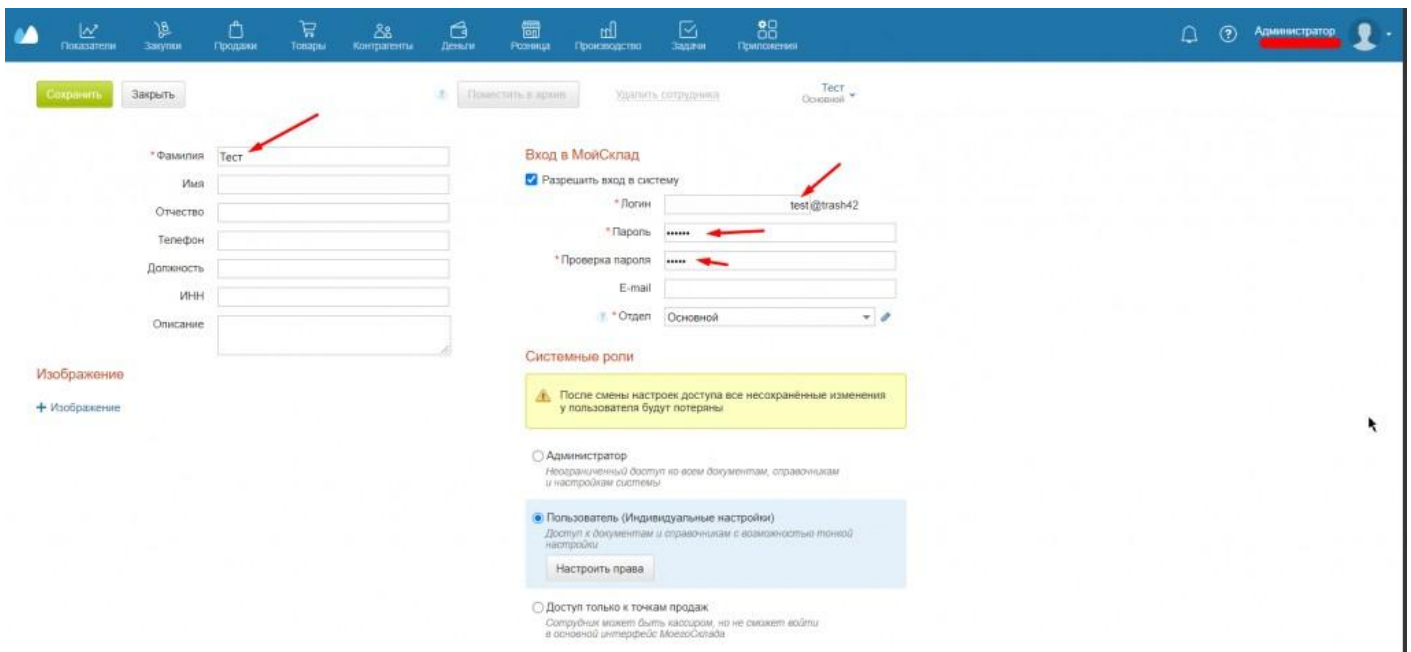 Показатели Закупки Продажи Товары Контрагенты Деньги Розница Производство Задачи Приложения Администратор
Сохранить Закрыть Поместить в архив Удалить сотрудника Тест
Основной
* Фамилия Тест
Имя
Отчество
Телефон
Должность
ИНН
Описание
Изображение
+ Изображение
Вход в МойСклад
Разрешить вход в систему
* Логин test@trash42
* Пароль ••••••
* Проверка пароля •••••
E-mail
? * Отдел Основной
Системные роли
После смены настроек доступа все несохранённые изменения
у пользователя будут потеряны
Администратор
Неограниченный доступ ко всем документам, справочникам
и настройкам системы
Пользователь (Индивидуальные настройки)
Доступ к документам и справочникам с возможностью тонкой
настройки
Настроить права
Доступ только к точкам продаж
Сотрудник может быть кассиром, но не сможет войти
в основной интерфейс МоегоСклада